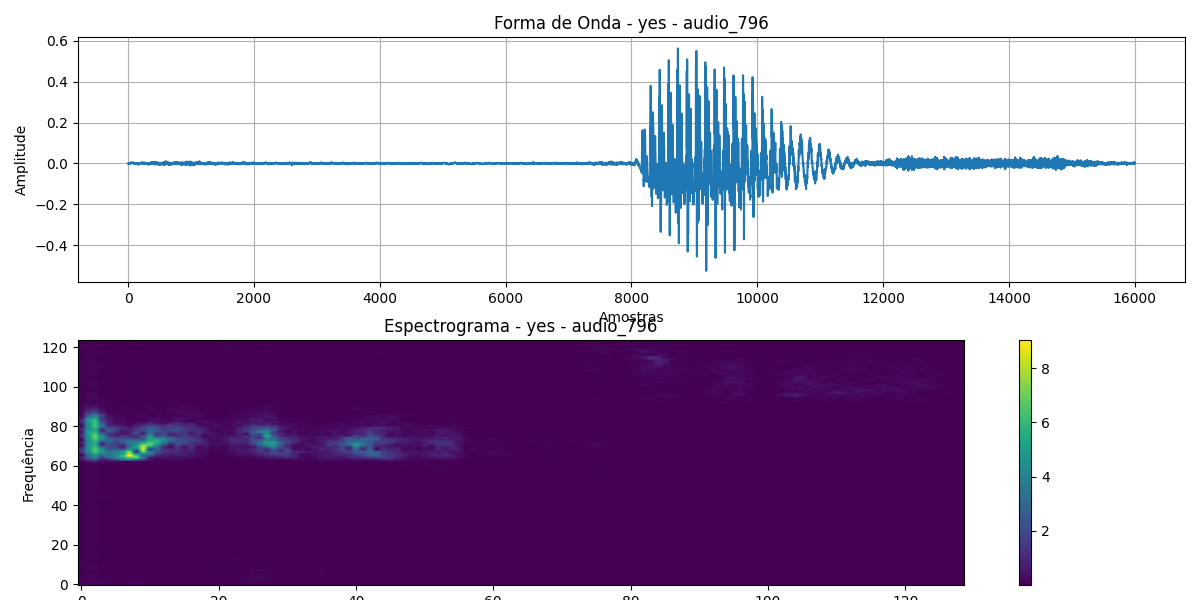 Forma de Onda - yes - audio_796
0.6
0.4
0.2
0.0
−0.2
−0.4
Amplitude
0 2000 4000 6000 8000 10000 12000 14000 16000
Amostras
Espectrograma - yes - audio_796
120
100
80
60
40
20
0
Frequência
8
6
4
2
0 20 40 60 80 100 120